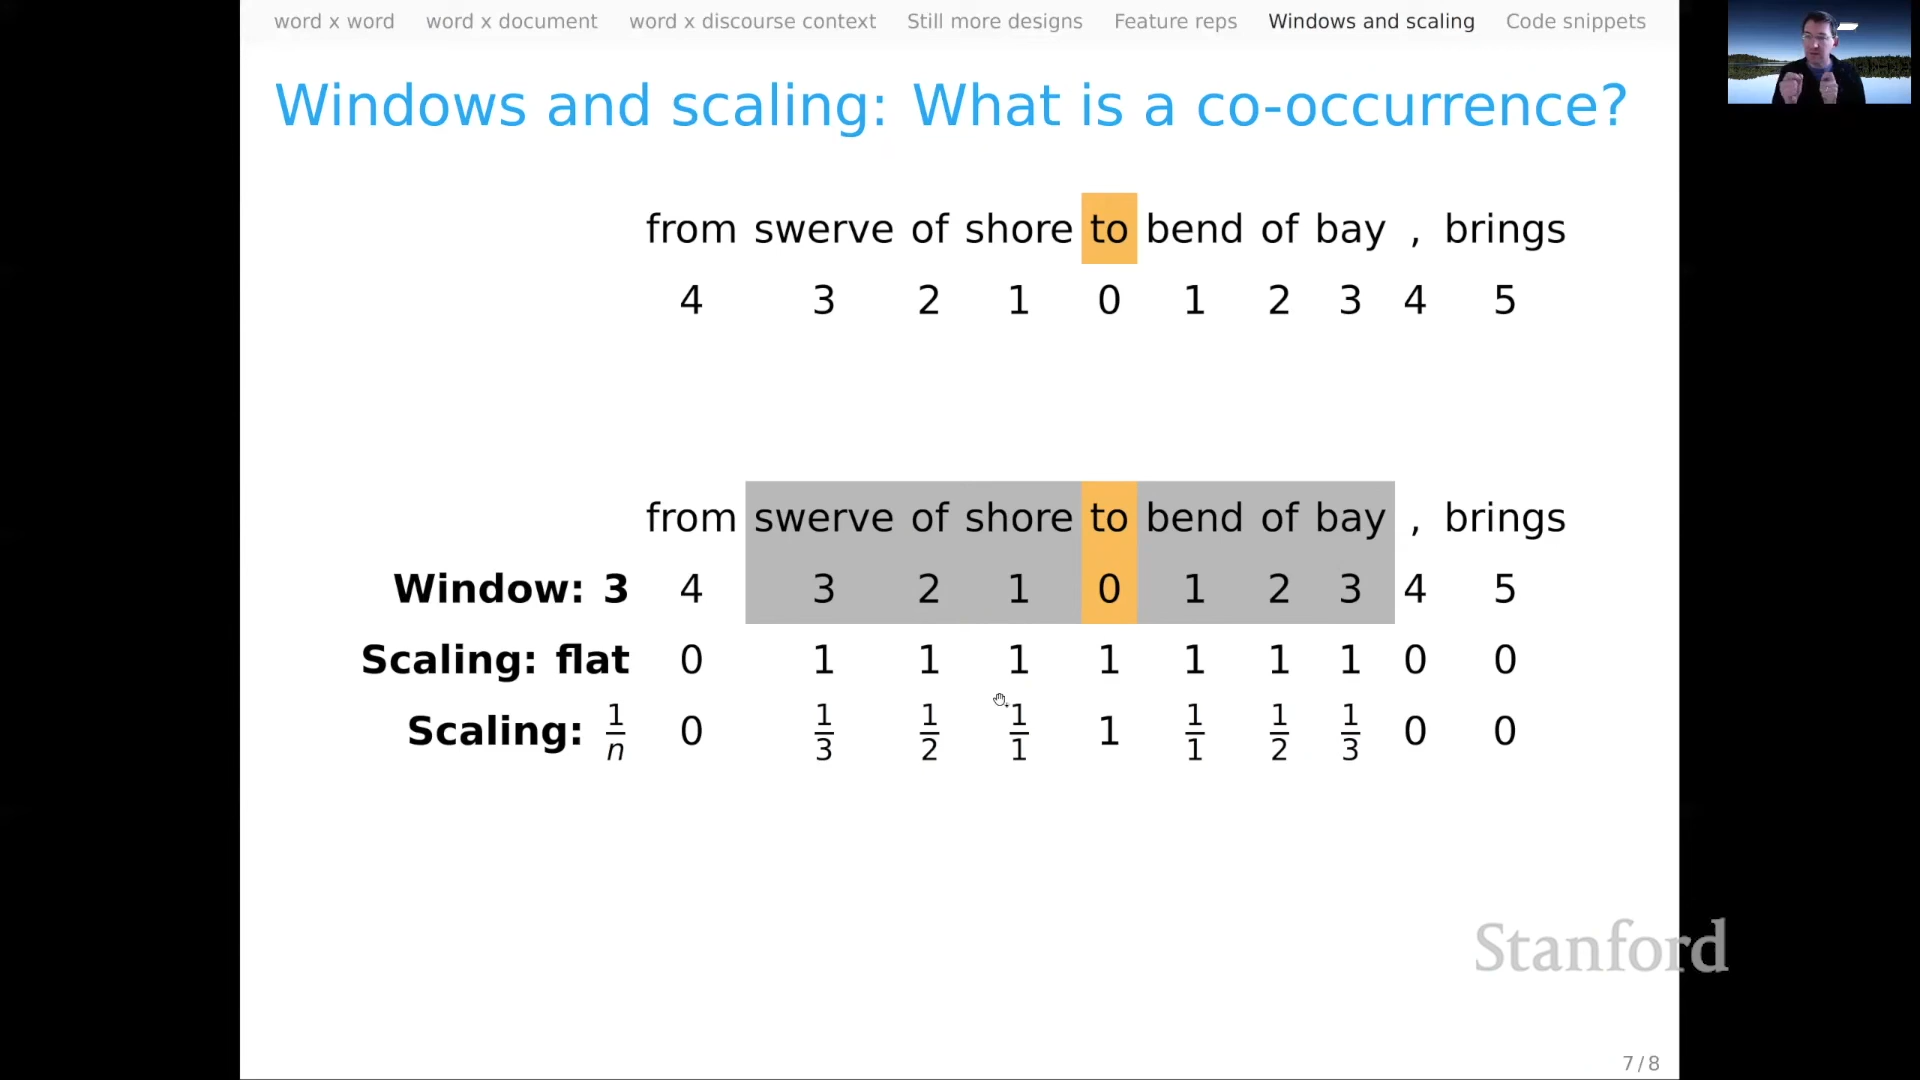 word x word word x document word x discourse context Still more designs Feature reps Windows and scaling Code snippets
Windows and scaling: What is a co-occurrence?
from swerve of shore to bend of bay , brings
4 3 2 1 0 1 2 3 4 5
from swerve of shore to bend of bay , brings
Window: 3 4 3 2 1 0 1 2 3 4 5
Scaling: flat 0 1 1 1 1 1 1 1 0 0
Scaling: 1/n 0 1/3 1/2 1/1 1 1/1 1/2 1/3 0 0
Stanford
7 / 8